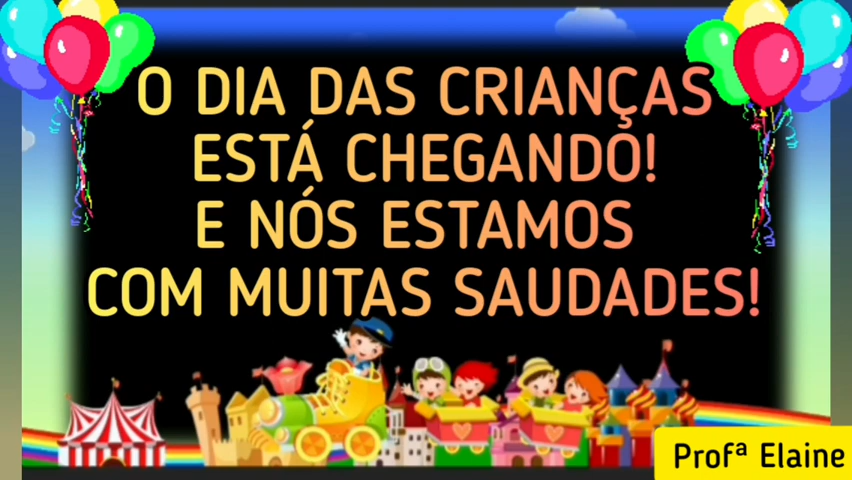 O DIA DAS CRIANÇAS
ESTÁ CHEGANDO!
E NÓS ESTAMOS
COM MUITAS SAUDADES!
Profª Elaine